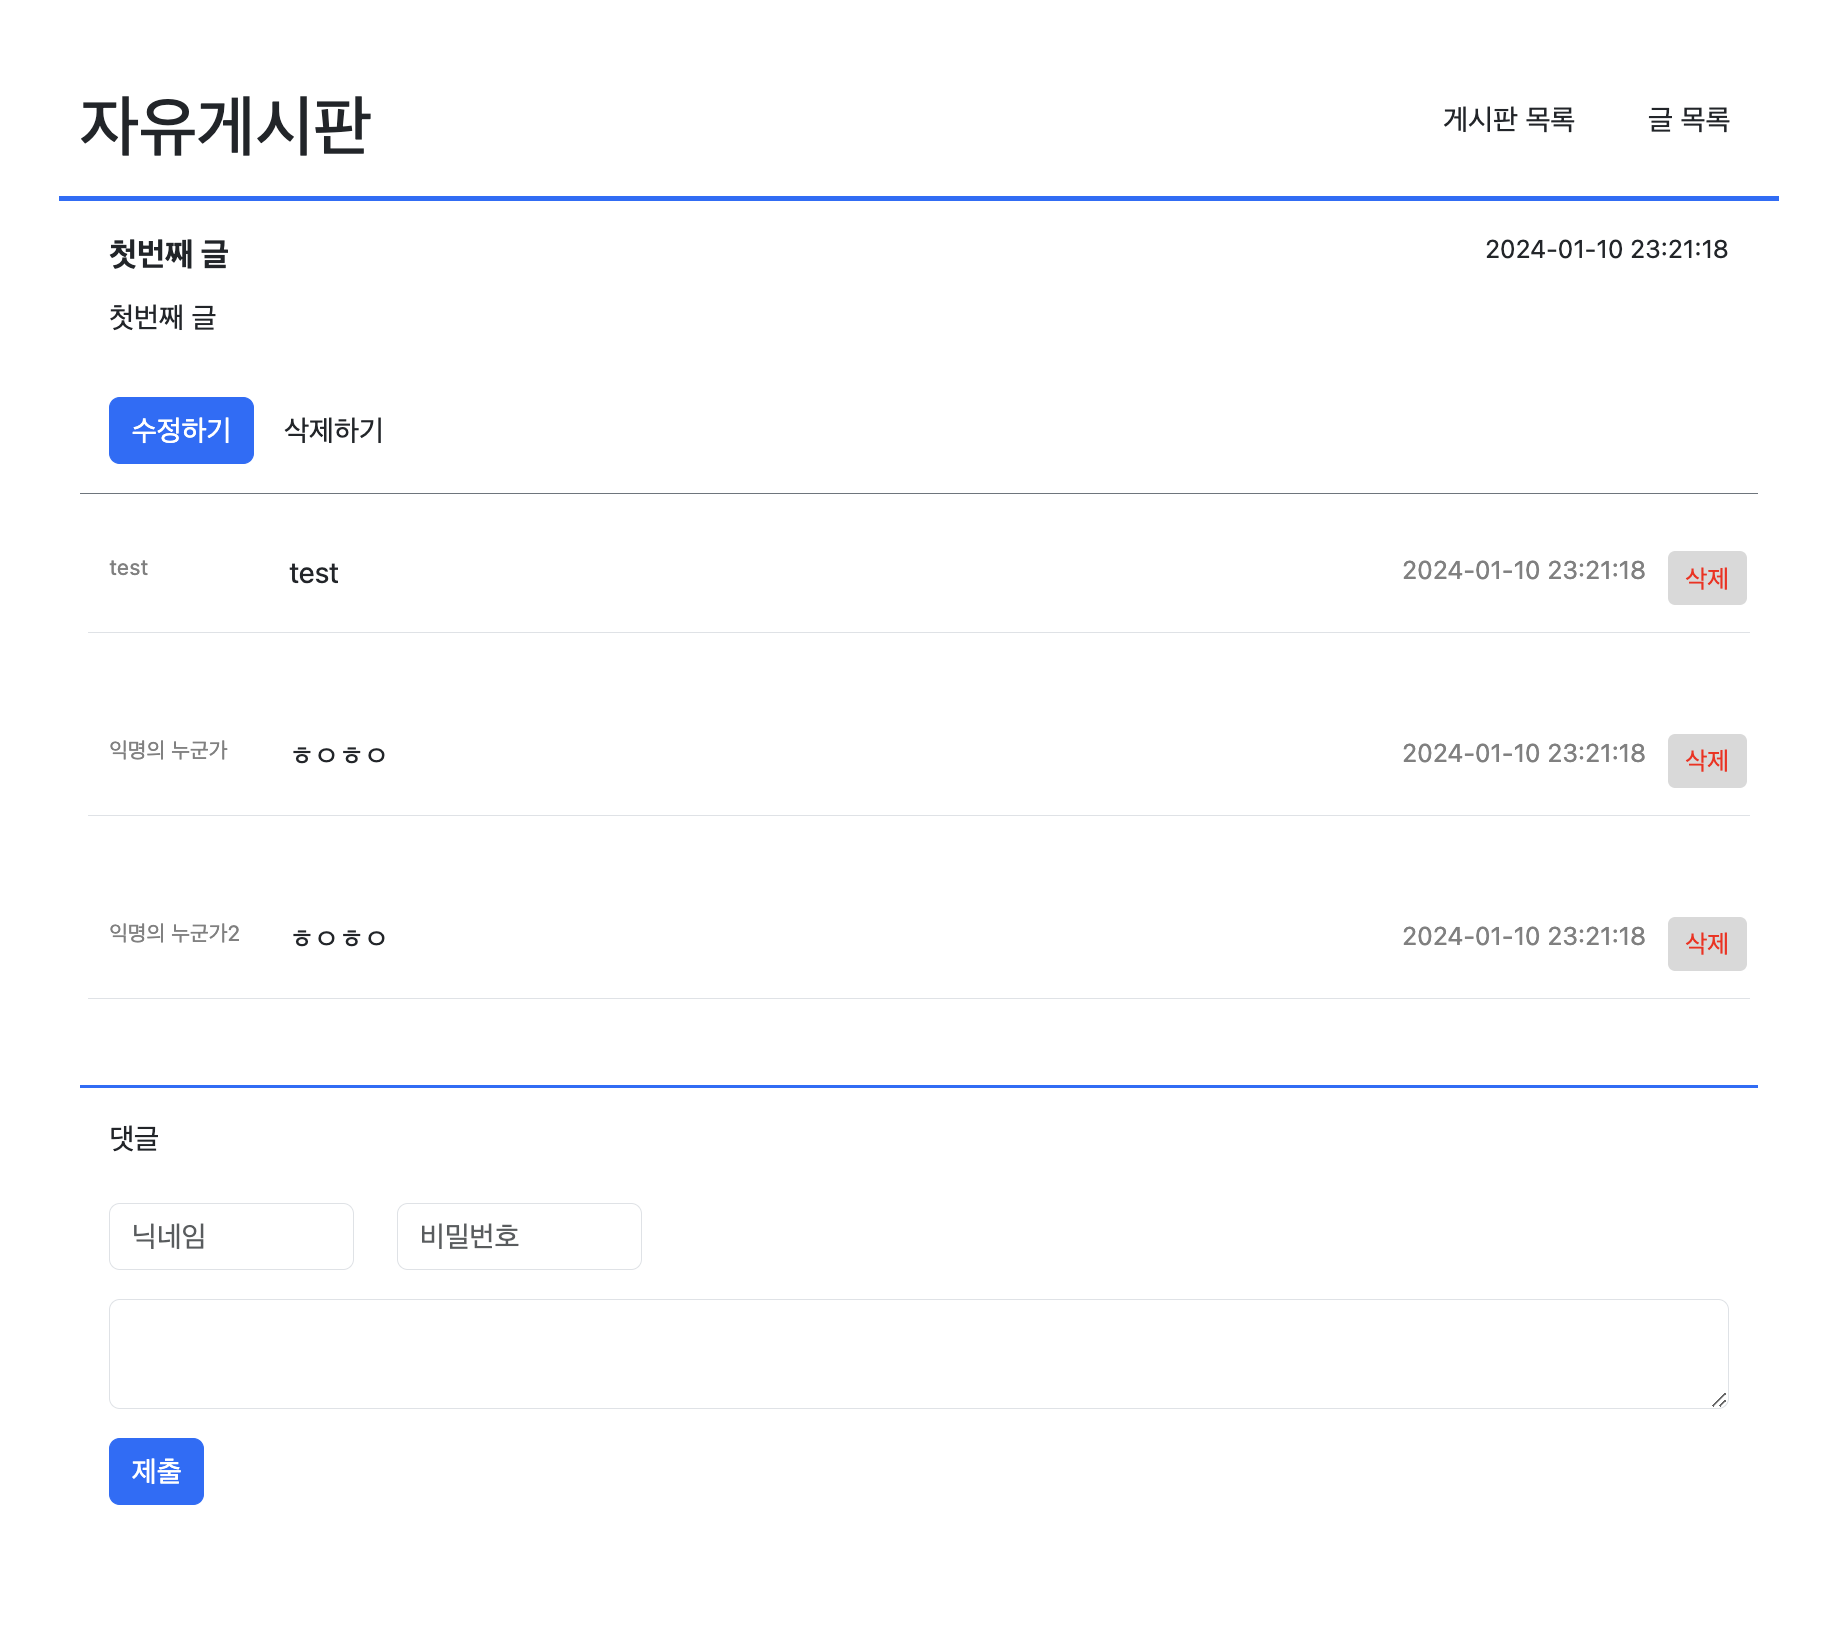 자유게시판
게시판 목록
글 목록
첫번째 글
2024-01-10 23:21:18
첫번째 글
수정하기
삭제하기
test
test
2024-01-10 23:21:18
삭제
익명의 누군가
ㅎㅇㅎㅇ
2024-01-10 23:21:18
삭제
익명의 누군가2
ㅎㅇㅎㅇ
2024-01-10 23:21:18
삭제
댓글
닉네임
비밀번호
제출